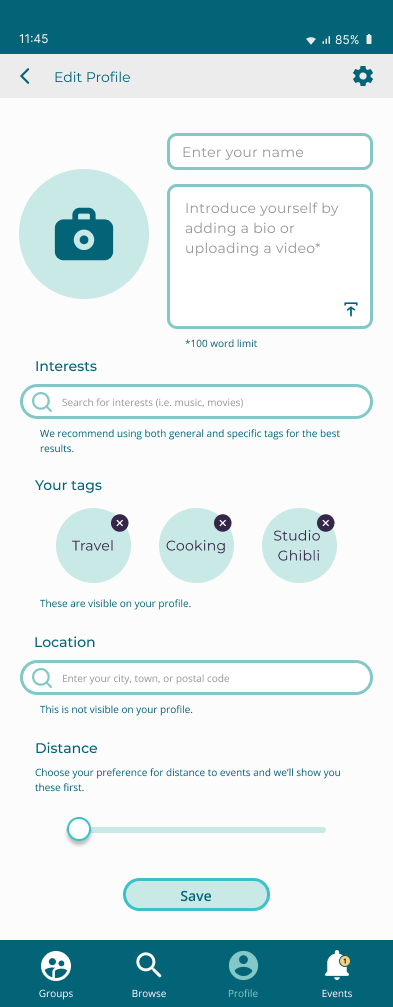 11:45
85%
Edit Profile
Enter your name
Introduce yourself by
adding a bio or
uploading a video*
*100 word limit
Interests
Search for interests (i.e. music, movies)
We recommend using both general and specific tags for the best
results.
Your tags
Travel
Cooking
Studio
Ghibli
These are visible on your profile.
Location
Enter your city, town, or postal code
This is not visible on your profile.
Distance
Choose your preference for distance to events and we'll show you
these first.
Save
1
Groups
Browse
Profile
Events